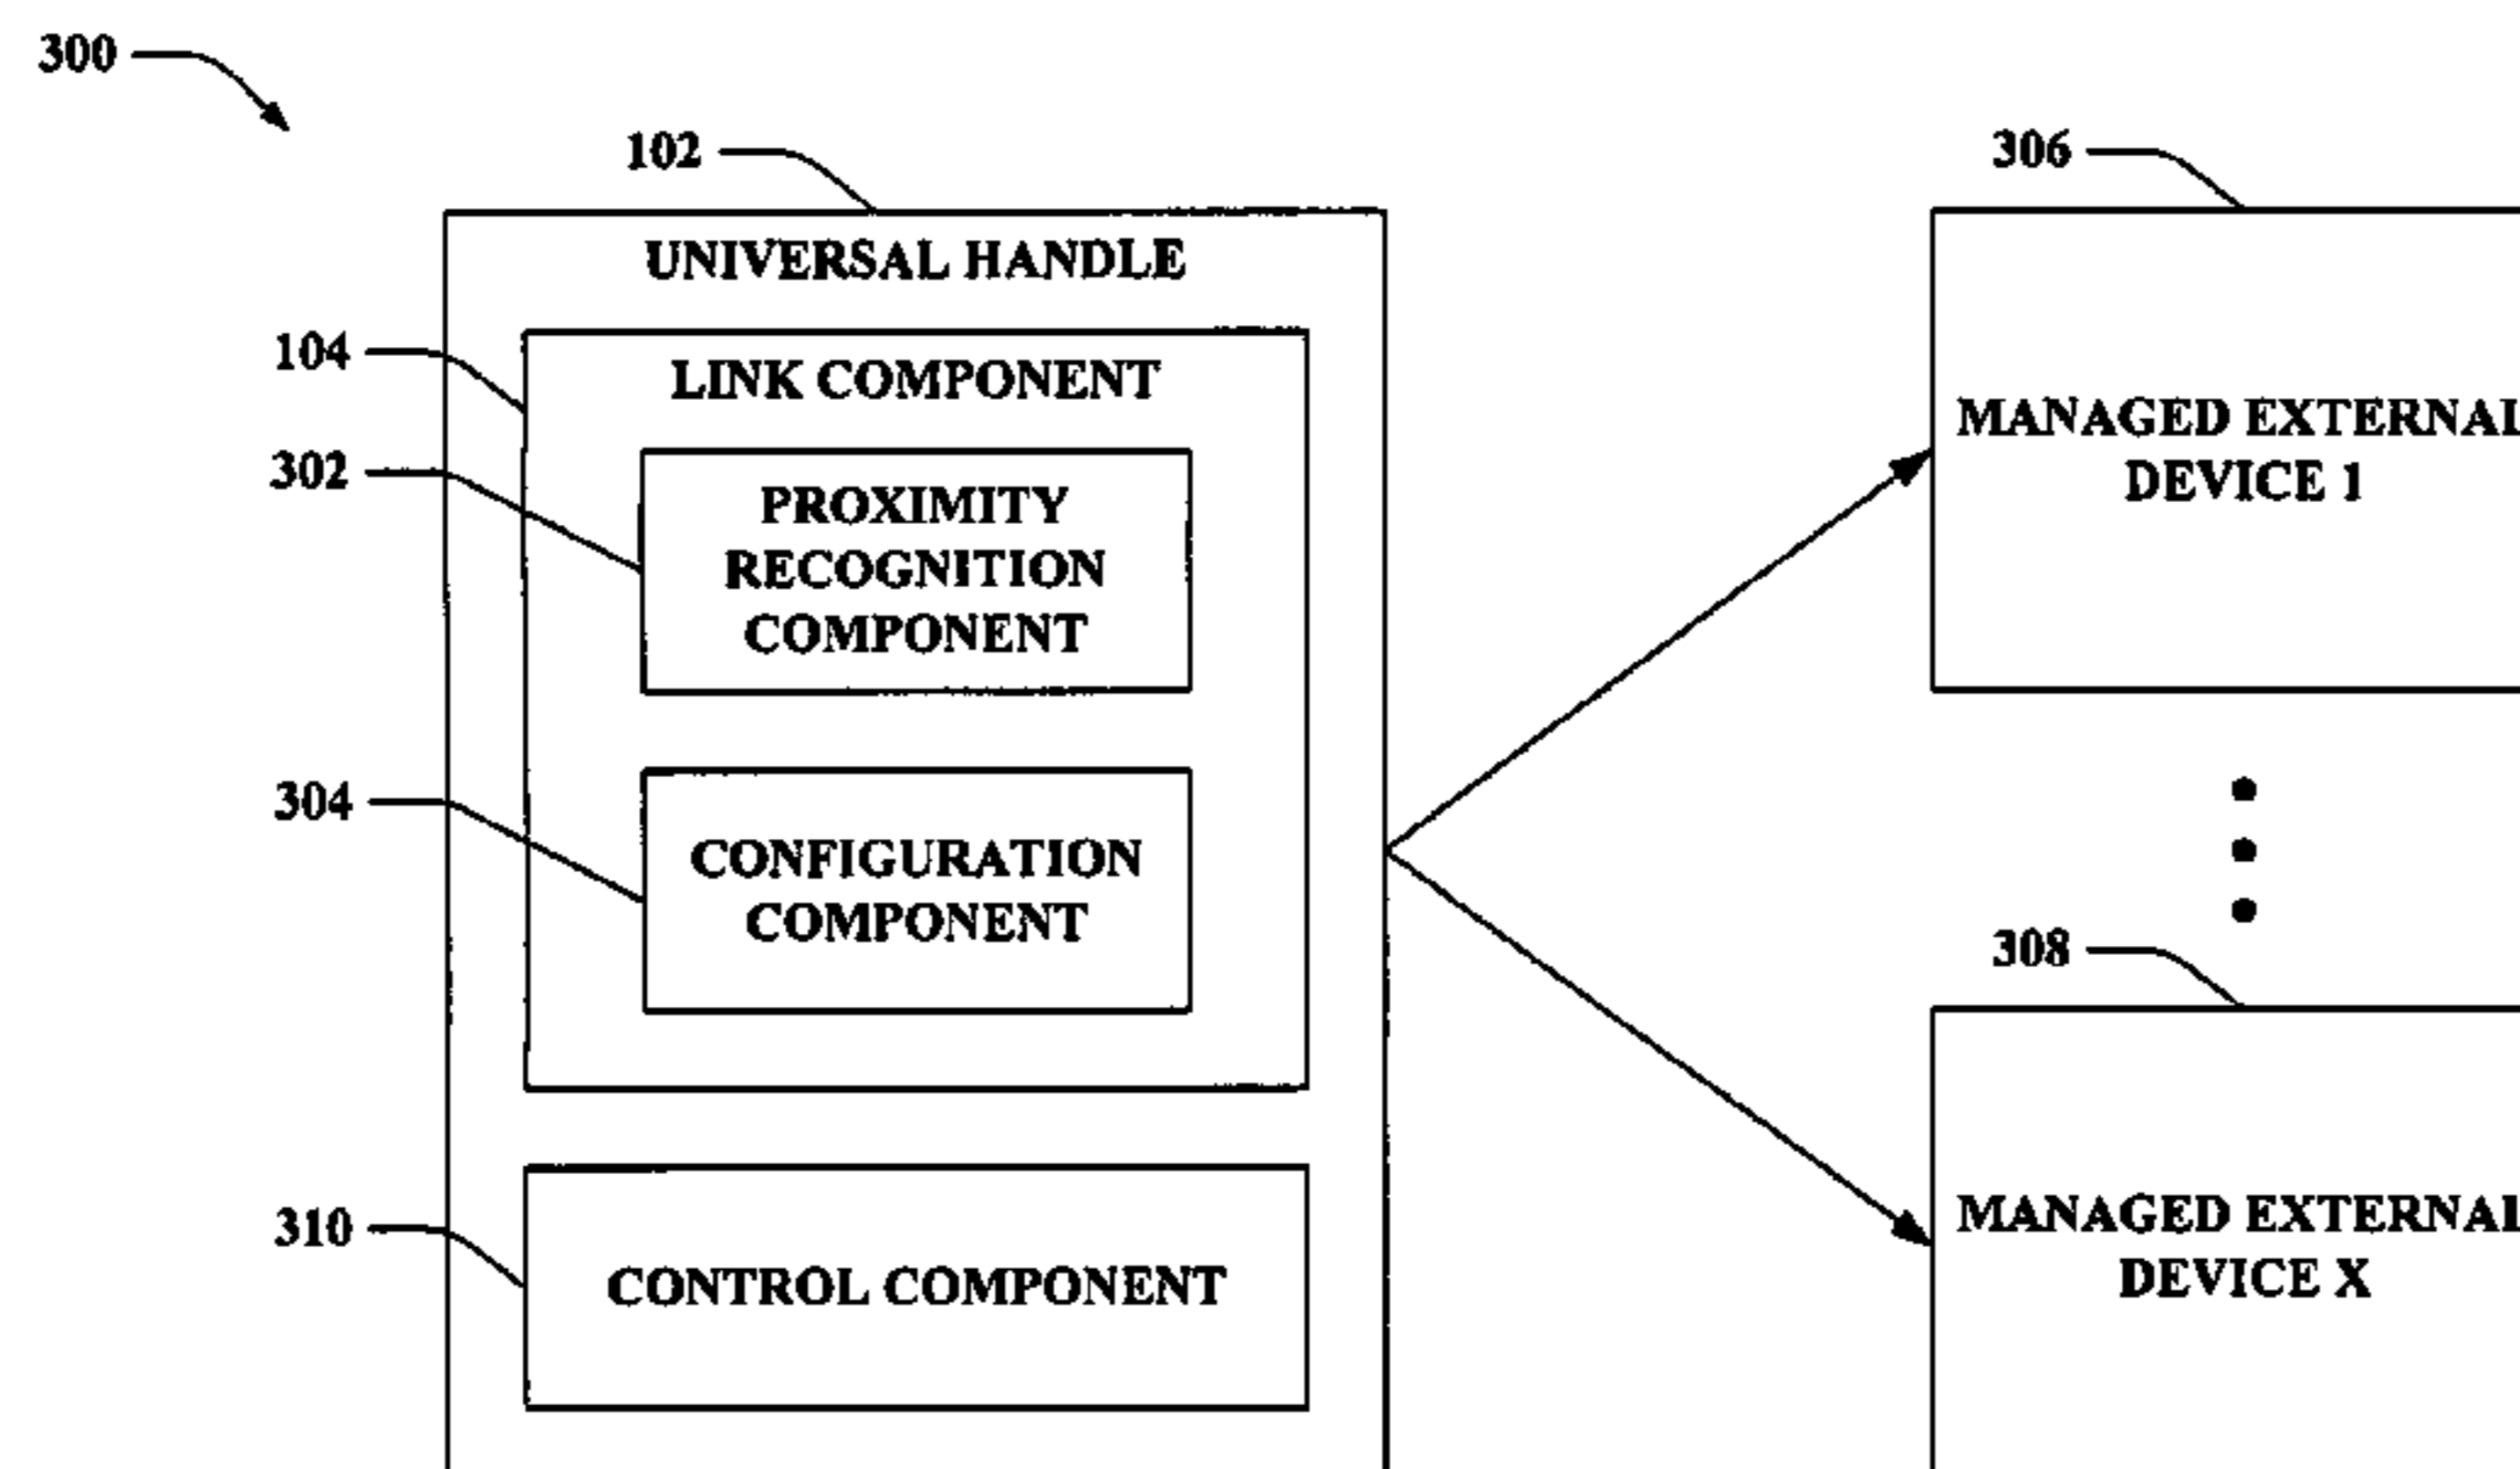 300
102
306
UNIVERSAL HANDLE
104
LINK COMPONENT
302
PROXIMITY
RECOGNITION
COMPONENT
MANAGED EXTERNAL
DEVICE 1
304
CONFIGURATION
COMPONENT
308
310
CONTROL COMPONENT
MANAGED EXTERNAL
DEVICE X